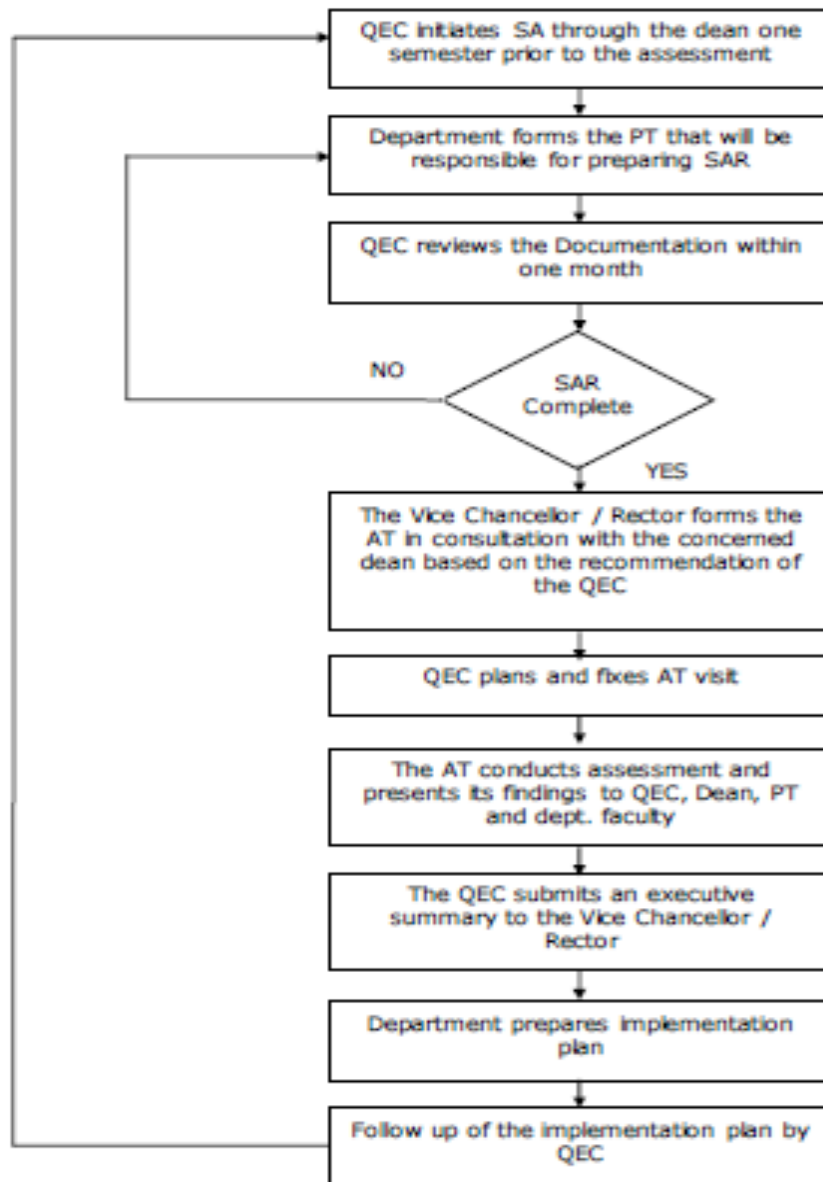 QEC initiates SA through the dean one
semester prior to the assessment
Department forms the PT that will be
responsible for preparing SAR
QEC reviews the Documentation within
one month
NO
SAR
Complete
YES
The Vice Chancellor / Rector forms the
AT in consultation with the concerned
dean based on the recommendation of
the QEC
QEC plans and fixes AT visit
The AT conducts assessment and
presents its findings to QEC, Dean, PT
and dept. faculty
The QEC submits an executive
summary to the Vice Chancellor /
Rector
Department prepares implementation
plan
Follow up of the implementation plan by
QEC